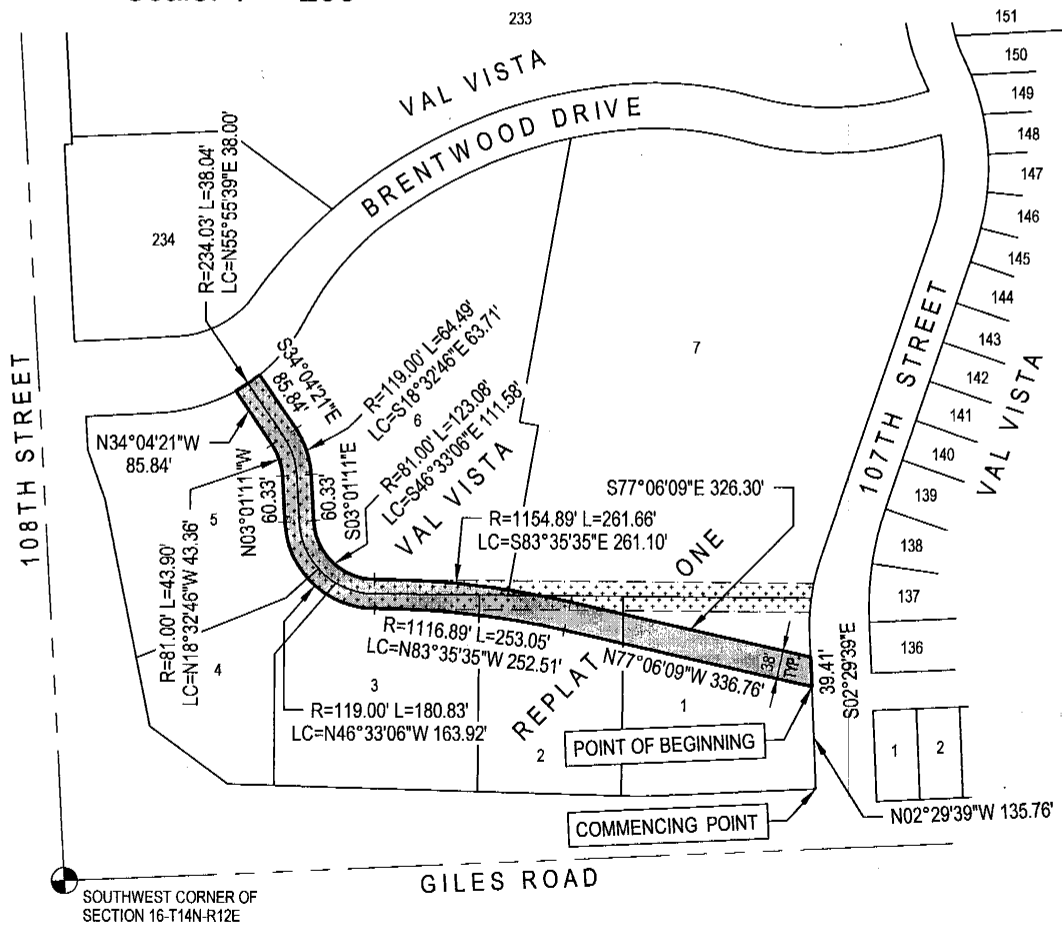 233
151
150
149
148
147
146
145
144
143
142
141
140
139
138
137
136
VAL VISTA
BRENTWOOD DRIVE
R=234.03' L=38.04'
LC=N55°55'39"E 38.00'
234
108TH STREET
S34°04'21"E
85.84'
R=119.00' L=64.49'
LC=S18°32'46"E 63.71'
6
R=81.00' L=123.08'
LC=S46°33'06"E 111.58'
7
107TH STREET
VAL VISTA
N34°04'21"W
85.84'
N03°01'11"W
60.33'
S03°01'11"E
60.33'
5
VAL VISTA
S77°06'09"E 326.30'
R=1154.89' L=261.66'
LC=S83°35'35"E 261.10'
ONE
R=81.00' L=43.90'
LC=N18°32'46"W 43.36'
4
R=1116.89' L=253.05'
LC=N83°35'35"W 252.51'
N77°06'09"W 336.76'
38'
TYP.
39.41'
S02°29'39"E
3
R=119.00' L=180.83'
LC=N46°33'06"W 163.92'
REPLAT
2
1
POINT OF BEGINNING
1
2
COMMENCING POINT
N02°29'39"W 135.76'
GILES ROAD
SOUTHWEST CORNER OF
SECTION 16-T14N-R12E